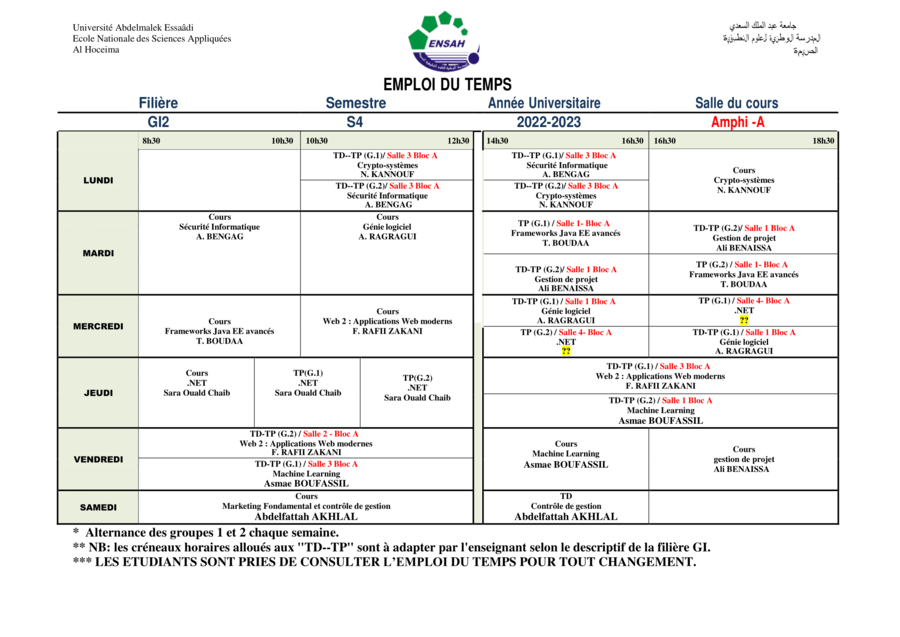 Université Abdelmalek Essaâdi
Ecole Nationale des Sciences Appliquées
Al Hoceima
ENSAH
جامعة عبد الملك السعدي
المدرسة الوطنية للعلوم التطبيقية
EMPLOI DU TEMPS
Filière Semestre Année Universitaire Salle du cours
GI2 S4 2022-2023 Amphi -A
8h30 10h30 10h30 12h30 14h30 16h30 16h30 18h30
LUNDI
TD--TP (G.1)/ Salle 3 Bloc A
Crypto-systèmes
N. KANNOUF
TD--TP (G.2)/ Salle 3 Bloc A
Sécurité Informatique
A. BENGAG
TD--TP (G.1)/ Salle 3 Bloc A
Sécurité Informatique
A. BENGAG
TD--TP (G.2)/ Salle 3 Bloc A
Crypto-systèmes
N. KANNOUF
Cours
Crypto-systèmes
N. KANNOUF
MARDI
Cours
Sécurité Informatique
A. BENGAG
Cours
Génie logiciel
A. RAGRAGUI
TP (G.1) / Salle 1- Bloc A
Frameworks Java EE avancés
T. BOUDAA
TD-TP (G.2)/ Salle 1 Bloc A
Gestion de projet
Ali BENAISSA
TD-TP (G.2)/ Salle 1 Bloc A
Gestion de projet
Ali BENAISSA
TP (G.2) / Salle 1- Bloc A
Frameworks Java EE avancés
T. BOUDAA
MERCREDI
Cours
Frameworks Java EE avancés
T. BOUDAA
Cours
Web 2 : Applications Web moderns
F. RAFII ZAKANI
TD-TP (G.1) / Salle 1 Bloc A
Génie logiciel
A. RAGRAGUI
TP (G.2) / Salle 4- Bloc A
.NET
??
TP (G.1) / Salle 4- Bloc A
.NET
??
TD-TP (G.1) / Salle 1 Bloc A
Génie logiciel
A. RAGRAGUI
JEUDI
Cours
.NET
Sara Ouald Chaib
TP(G.1)
.NET
Sara Ouald Chaib
TP(G.2)
.NET
Sara Ouald Chaib
TD-TP (G.1) / Salle 3 Bloc A
Web 2 : Applications Web moderns
F. RAFII ZAKANI
TD-TP (G.2) / Salle 1 Bloc A
Machine Learning
Asmae BOUFASSIL
VENDREDI
TD-TP (G.2) / Salle 2 - Bloc A
Web 2 : Applications Web modernes
F. RAFII ZAKANI
TD-TP (G.1) / Salle 3 Bloc A
Machine Learning
Asmae BOUFASSIL
Cours
Machine Learning
Asmae BOUFASSIL
Cours
gestion de projet
Ali BENAISSA
SAMEDI
Cours
Marketing Fondamental et contrôle de gestion
Abdelfattah AKHLAL
TD
Contrôle de gestion
Abdelfattah AKHLAL
* Alternance des groupes 1 et 2 chaque semaine.
** NB: les créneaux horaires alloués aux "TD--TP" sont à adapter par l'enseignant selon le descriptif de la filière GI.
*** LES ETUDIANTS SONT PRIES DE CONSULTER L’EMPLOI DU TEMPS POUR TOUT CHANGEMENT.